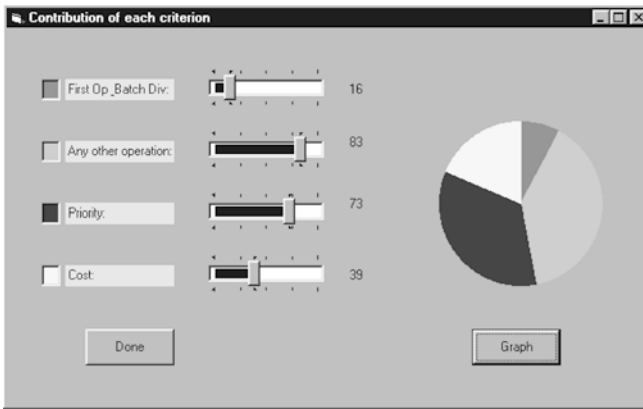 Contribution of each criterion
First Op_Batch Div:
16
Any other operation:
83
Priority:
73
Cost:
39
Done
Graph